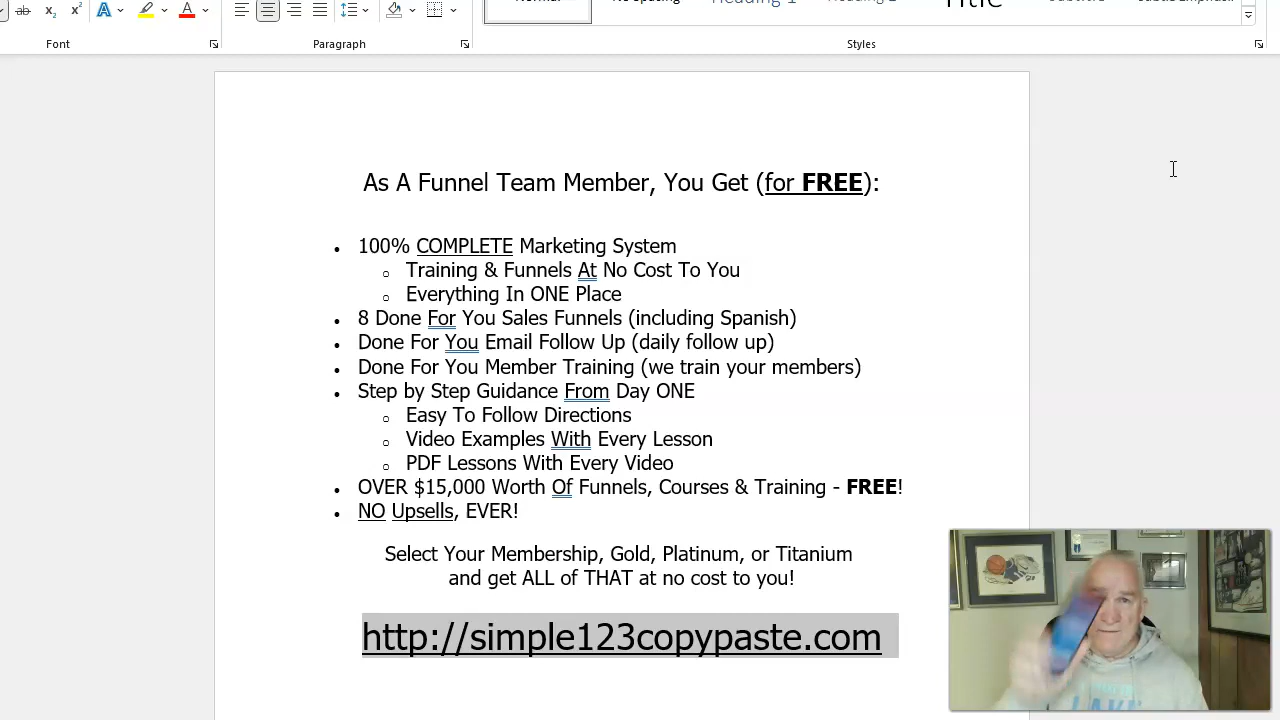 Font
Paragraph
Styles
As A Funnel Team Member, You Get (for FREE):
• 100% COMPLETE Marketing System
o Training & Funnels At No Cost To You
o Everything In ONE Place
• 8 Done For You Sales Funnels (including Spanish)
• Done For You Email Follow Up (daily follow up)
• Done For You Member Training (we train your members)
• Step by Step Guidance From Day ONE
o Easy To Follow Directions
o Video Examples With Every Lesson
o PDF Lessons With Every Video
• OVER $15,000 Worth Of Funnels, Courses & Training - FREE!
• NO Upsells, EVER!
Select Your Membership, Gold, Platinum, or Titanium
and get ALL of THAT at no cost to you!
http://simple123copypaste.com
LAKE